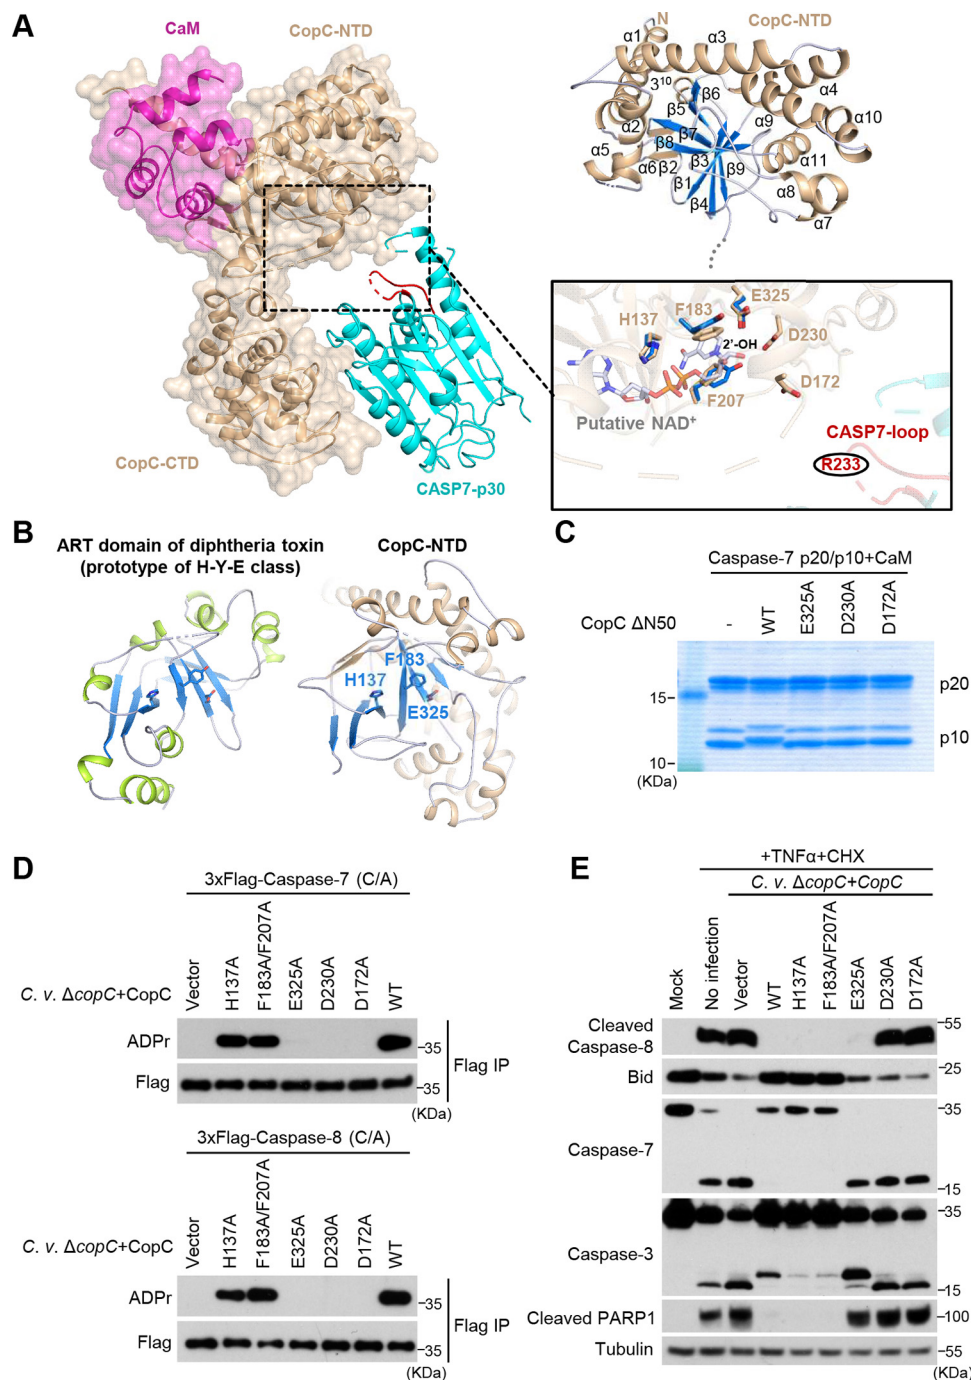 A
CaM
CopC-NTD
CopC-CTD
CASP7-p30
CopC-NTD
N
α1
α3
3¹⁰
β6
α4
β5
α9
α10
α2
β7
α5
β8
β3
α11
α6
β2
β9
α8
β1
β4
α7
E325
F183
H137
2'-OH
D230
F207
D172
Putative NAD⁺
CASP7-loop
R233
B
ART domain of diphtheria toxin
(prototype of H-Y-E class)
CopC-NTD
F183
H137
E325
C
Caspase-7 p20/p10+CaM
CopC ΔN50
-
WT
E325A
D230A
D172A
15
p20
p10
10
(KDa)
D
3xFlag-Caspase-7 (C/A)
C. v. ΔcopC+CopC
Vector
H137A
F183A/F207A
E325A
D230A
D172A
WT
ADPr
35
Flag
35
Flag IP
(KDa)
3xFlag-Caspase-8 (C/A)
C. v. ΔcopC+CopC
Vector
H137A
F183A/F207A
E325A
D230A
D172A
WT
ADPr
35
Flag
35
Flag IP
(KDa)
E
+TNFα+CHX
C. v. ΔcopC+CopC
Mock
No infection
Vector
WT
H137A
F183A/F207A
E325A
D230A
D172A
Cleaved
Caspase-8
55
Bid
25
Caspase-7
35
15
Caspase-3
35
15
Cleaved PARP1
100
Tubulin
55
(KDa)